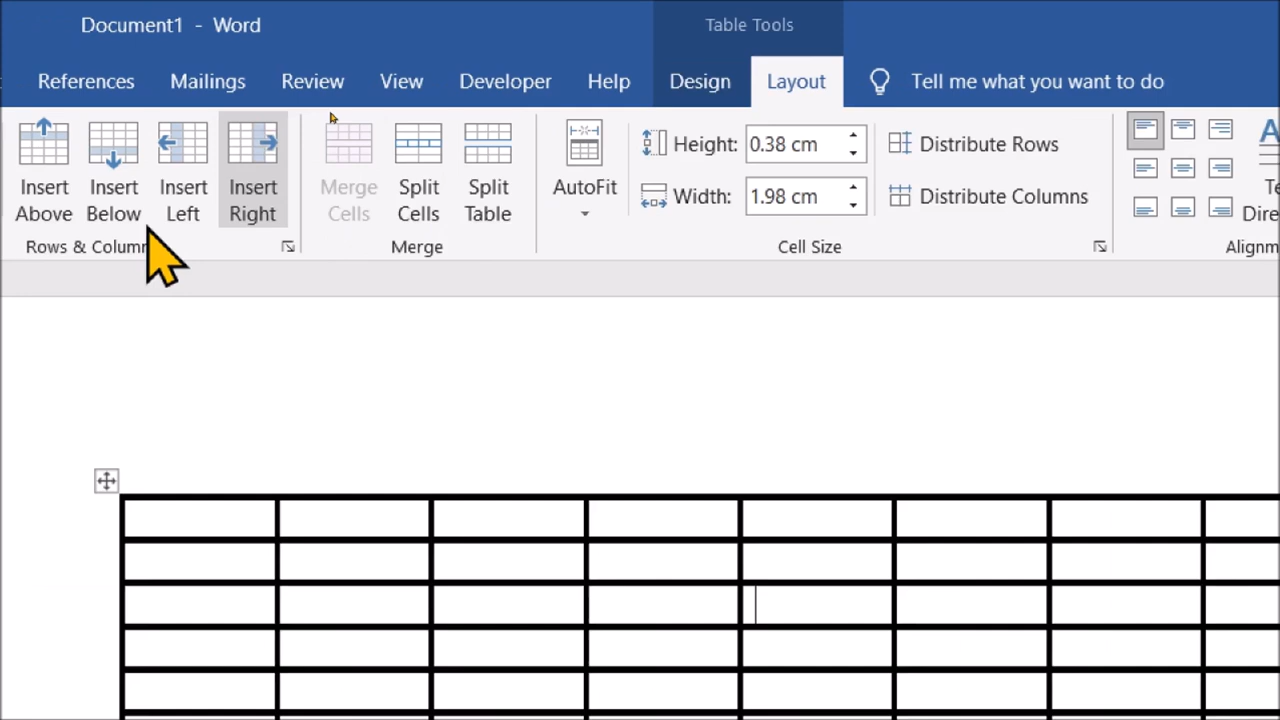 Document1 - Word
Table Tools
References Mailings Review View Developer Help Design Layout Tell me what you want to do
Insert Above
Insert Below
Insert Left
Insert Right
Merge Cells
Split Cells
Split Table
AutoFit
Height: 0.38 cm
Width: 1.98 cm
Distribute Rows
Distribute Columns
Rows & Column
Merge
Cell Size